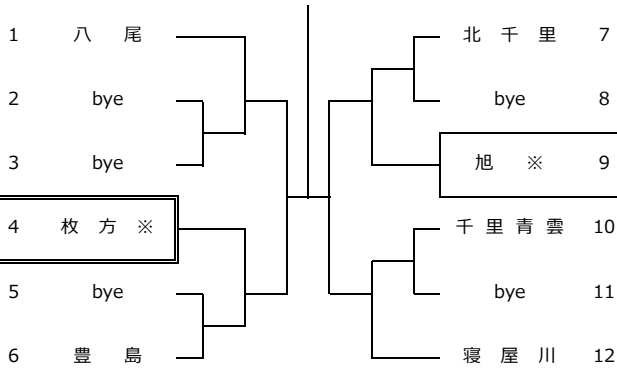 1 八尾
2 bye
3 bye
4 枚方※
5 bye
6 豊島
北千里 7
bye 8
旭※ 9
千里青雲 10
bye 11
寝屋川 12